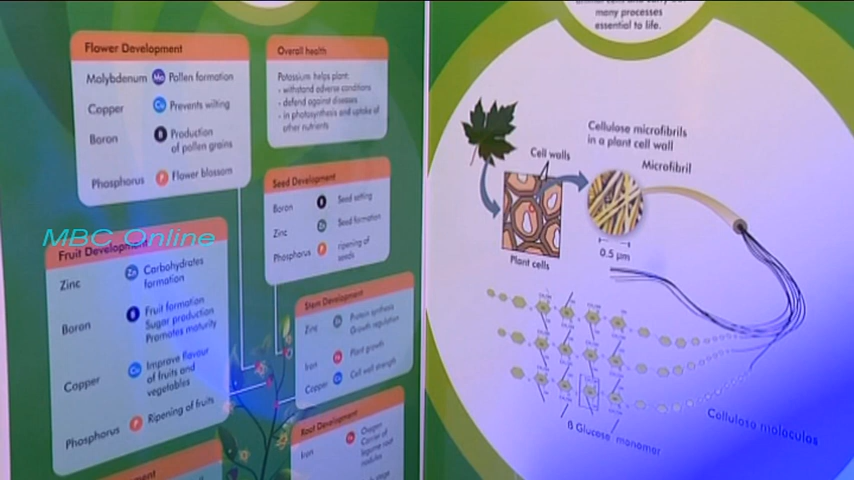 Flower Development
Molybdenum Mo Pollen formation
Copper Cu Prevents wilting
Boron B Production
of pollen grains
Phosphorus P Flower blossom
Overall health
Potassium helps plant:
- withstand adverse conditions
- defend against diseases
- in photosynthesis and uptake of
other nutrients
Seed Development
Boron B Seed setting
Zinc Zn Seed formation
Phosphorus P ripening of
seeds
MBC Online
Fruit Development
Zinc Zn Carbohydrates
formation
Boron B Fruit formation
Sugar production
Promotes maturity
Copper Cu Improve flavour
of fruits and
vegetables
Phosphorus P Ripening of fruits
Stem Development
Zinc Zn Protein synthesis
Growth regulation
Iron Fe Plant growth
Copper Cu Cell wall strength
Root Development
Iron Fe Oxygen
Carrier of
legume root
nodules
many processes
essential to life.
Cellulose microfibrils
in a plant cell wall
Cell walls
Microfibril
0.5 µm
Plant cells
Cellulose molecules
β Glucose monomer